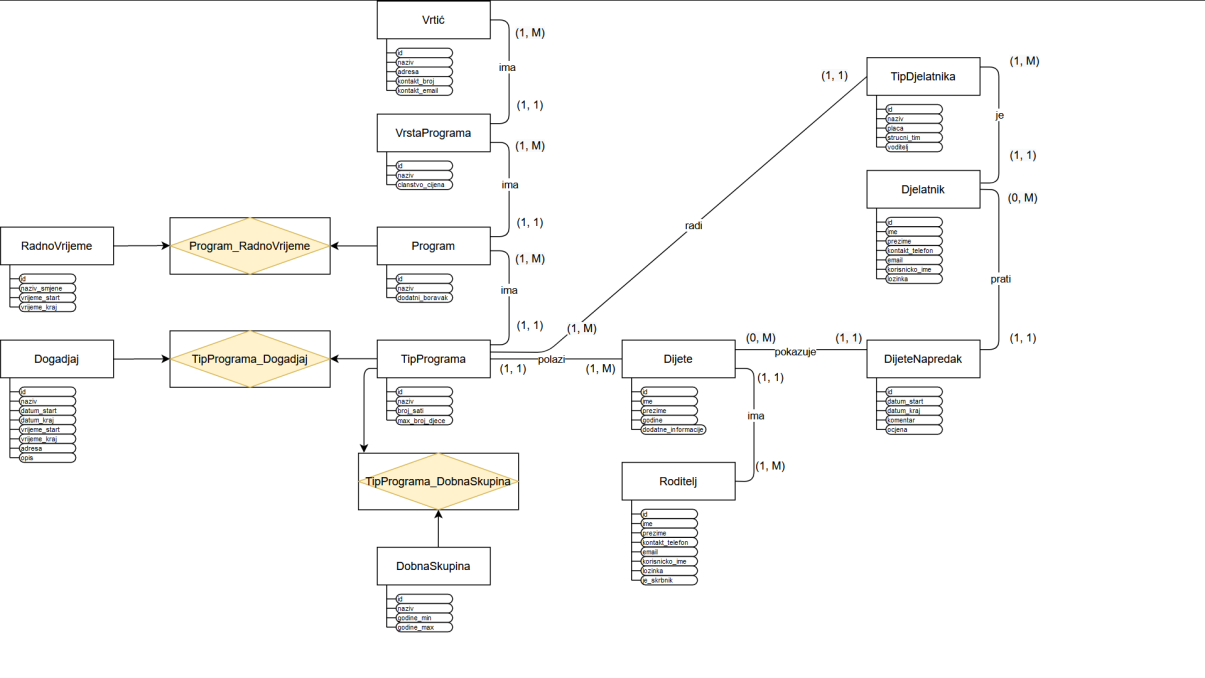 Vrtić
(1, M)
id
naziv
adresa
kontakt_broj
kontakt_email
ima
(1, 1)
VrstaPrograma
(1, M)
id
naziv
clanstvo_cijena
ima
(1, 1)
RadnoVrijeme
Program_RadnoVrijeme
Program
(1, M)
id
naziv_smjene
vrijeme_start
vrijeme_kraj
id
naziv
dodatni_boravak
ima
(1, 1)
Dogadjaj
TipPrograma_Dogadjaj
TipPrograma
(1, M)
polazi
(1, 1)
(1, M)
id
naziv
datum_start
datum_kraj
vrijeme_start
vrijeme_kraj
adresa
opis
id
naziv
broj_sati
max_broj_djece
TipPrograma_DobnaSkupina
DobnaSkupina
id
naziv
godine_min
godine_max
radi
(1, 1)
TipDjelatnika
(1, M)
id
naziv
placa
strucni_tim
voditelj
je
(1, 1)
Djelatnik
(0, M)
id
ime
prezime
kontakt_telefon
email
korisnicko_ime
lozinka
prati
(1, 1)
Dijete
(0, M)
pokazuje
(1, 1)
DijeteNapredak
id
ime
prezime
godine
dodatne_informacije
id
datum_start
datum_kraj
komentar
ocjena
(1, 1)
ima
(1, M)
Roditelj
id
ime
prezime
kontakt_telefon
email
korisnicko_ime
lozinka
je_skrbnik